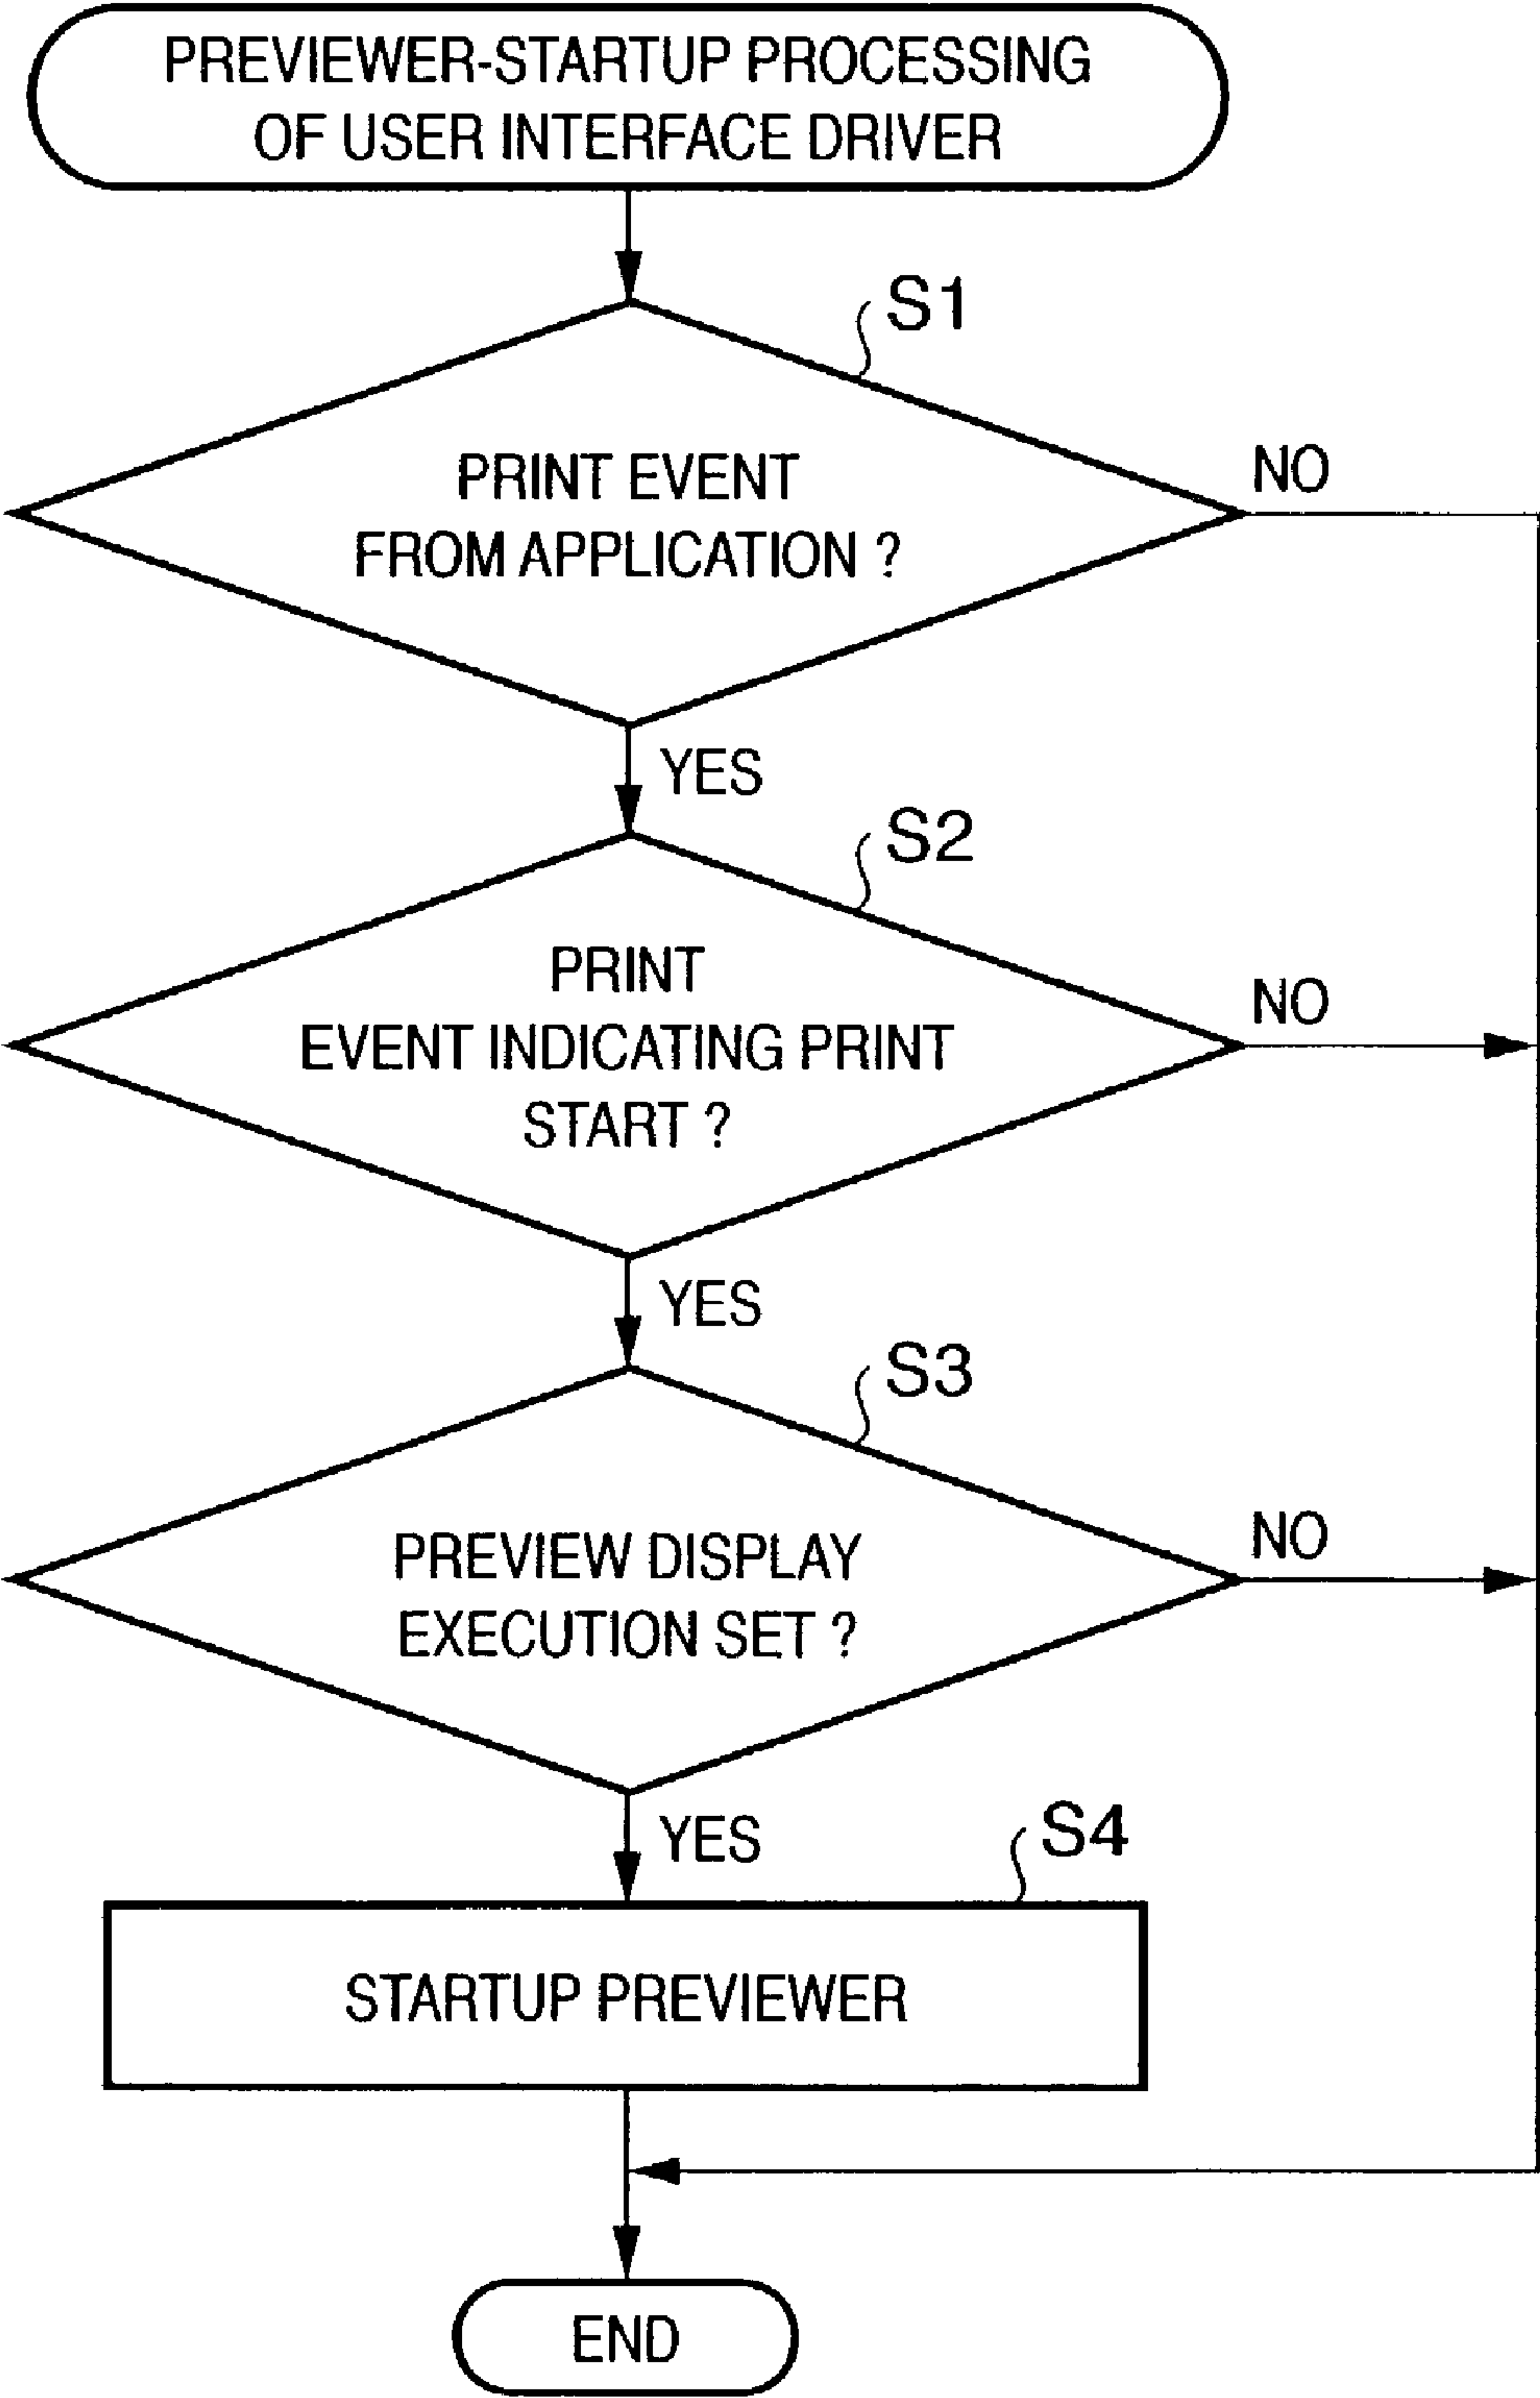 PREVIEWER-STARTUP PROCESSING
OF USER INTERFACE DRIVER
S1
PRINT EVENT
FROM APPLICATION ?
NO
YES
S2
PRINT
EVENT INDICATING PRINT
START ?
NO
YES
S3
PREVIEW DISPLAY
EXECUTION SET ?
NO
YES
S4
STARTUP PREVIEWER
END